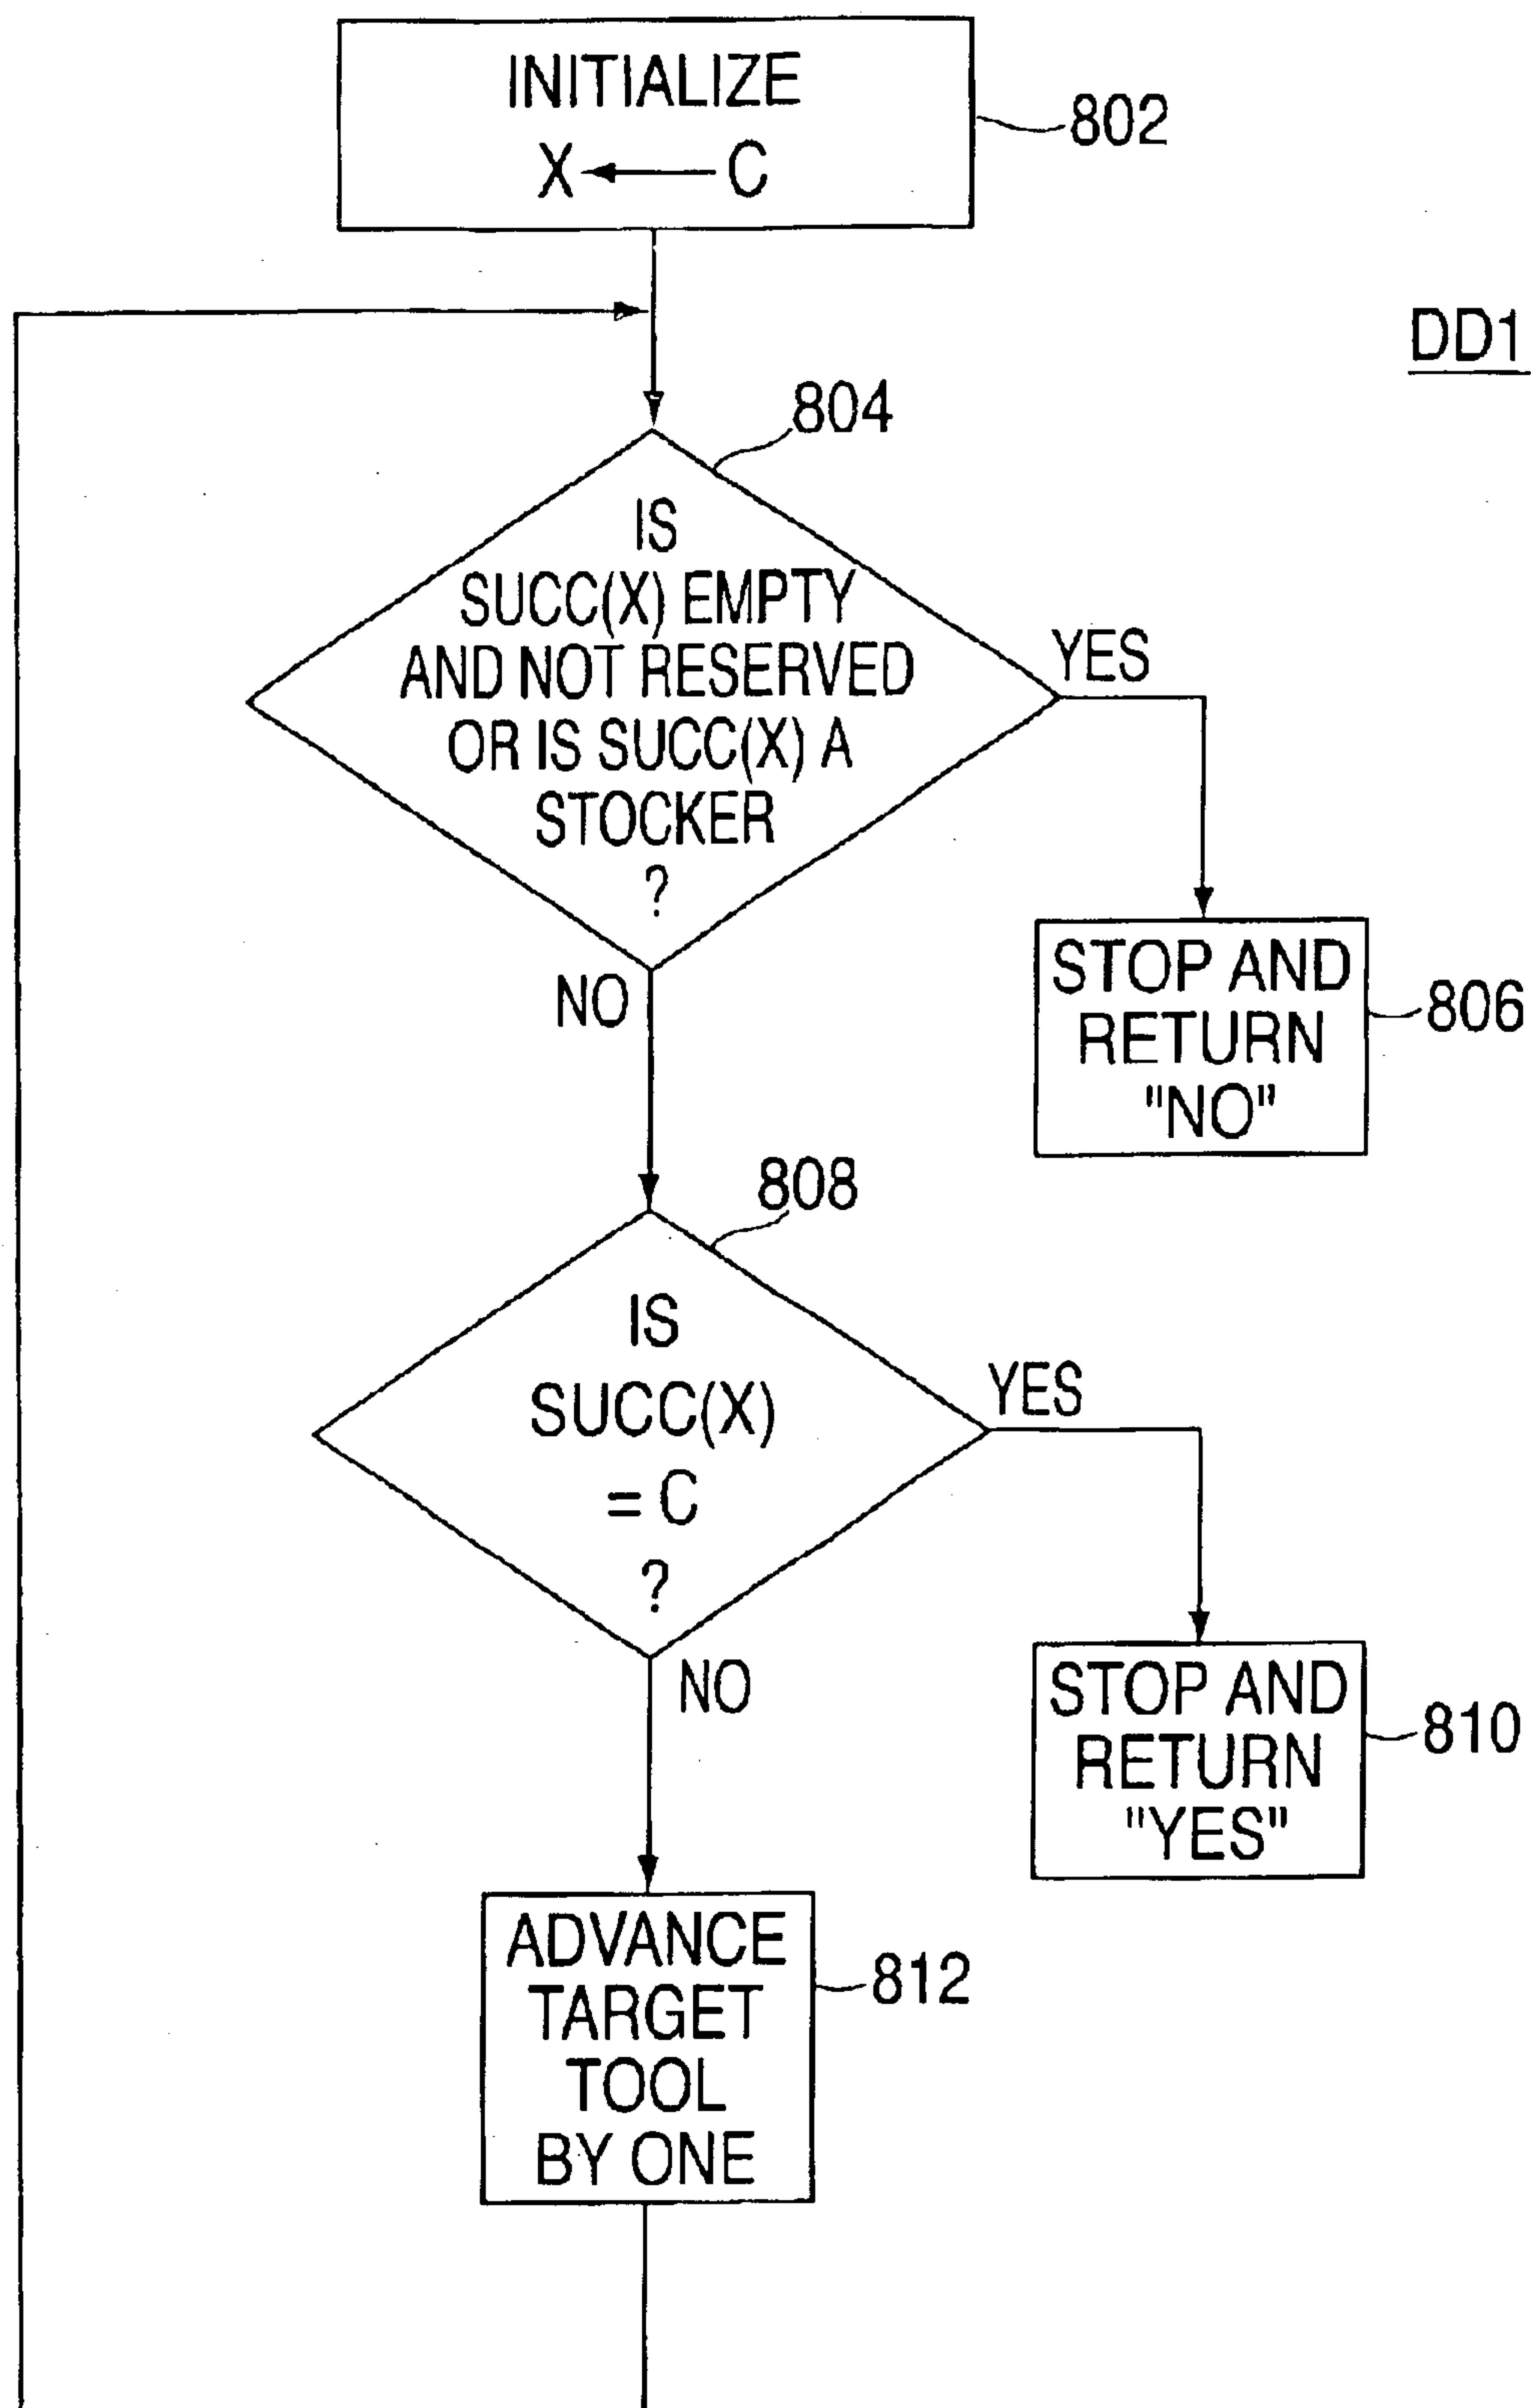 INITIALIZE
X ← C
802
DD1
804
IS
SUCC(X) EMPTY
AND NOT RESERVED
OR IS SUCC(X) A
STOCKER
?
YES
NO
STOP AND
RETURN
"NO"
806
808
IS
SUCC(X)
= C
?
YES
NO
STOP AND
RETURN
"YES"
810
ADVANCE
TARGET
TOOL
BY ONE
812